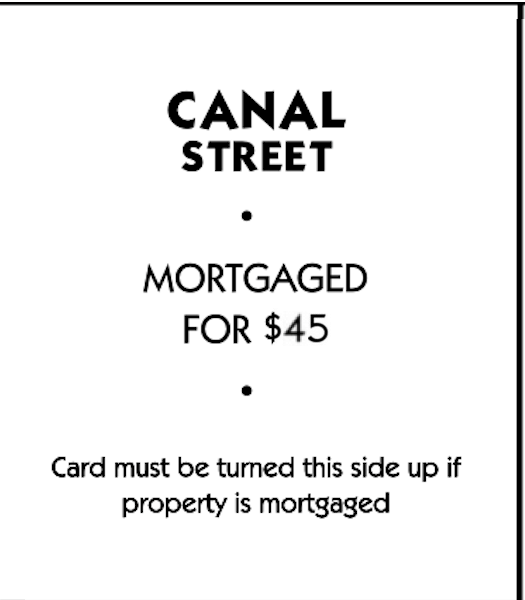 CANAL
STREET
•
MORTGAGED
FOR $45
•
Card must be turned this side up if
property is mortgaged